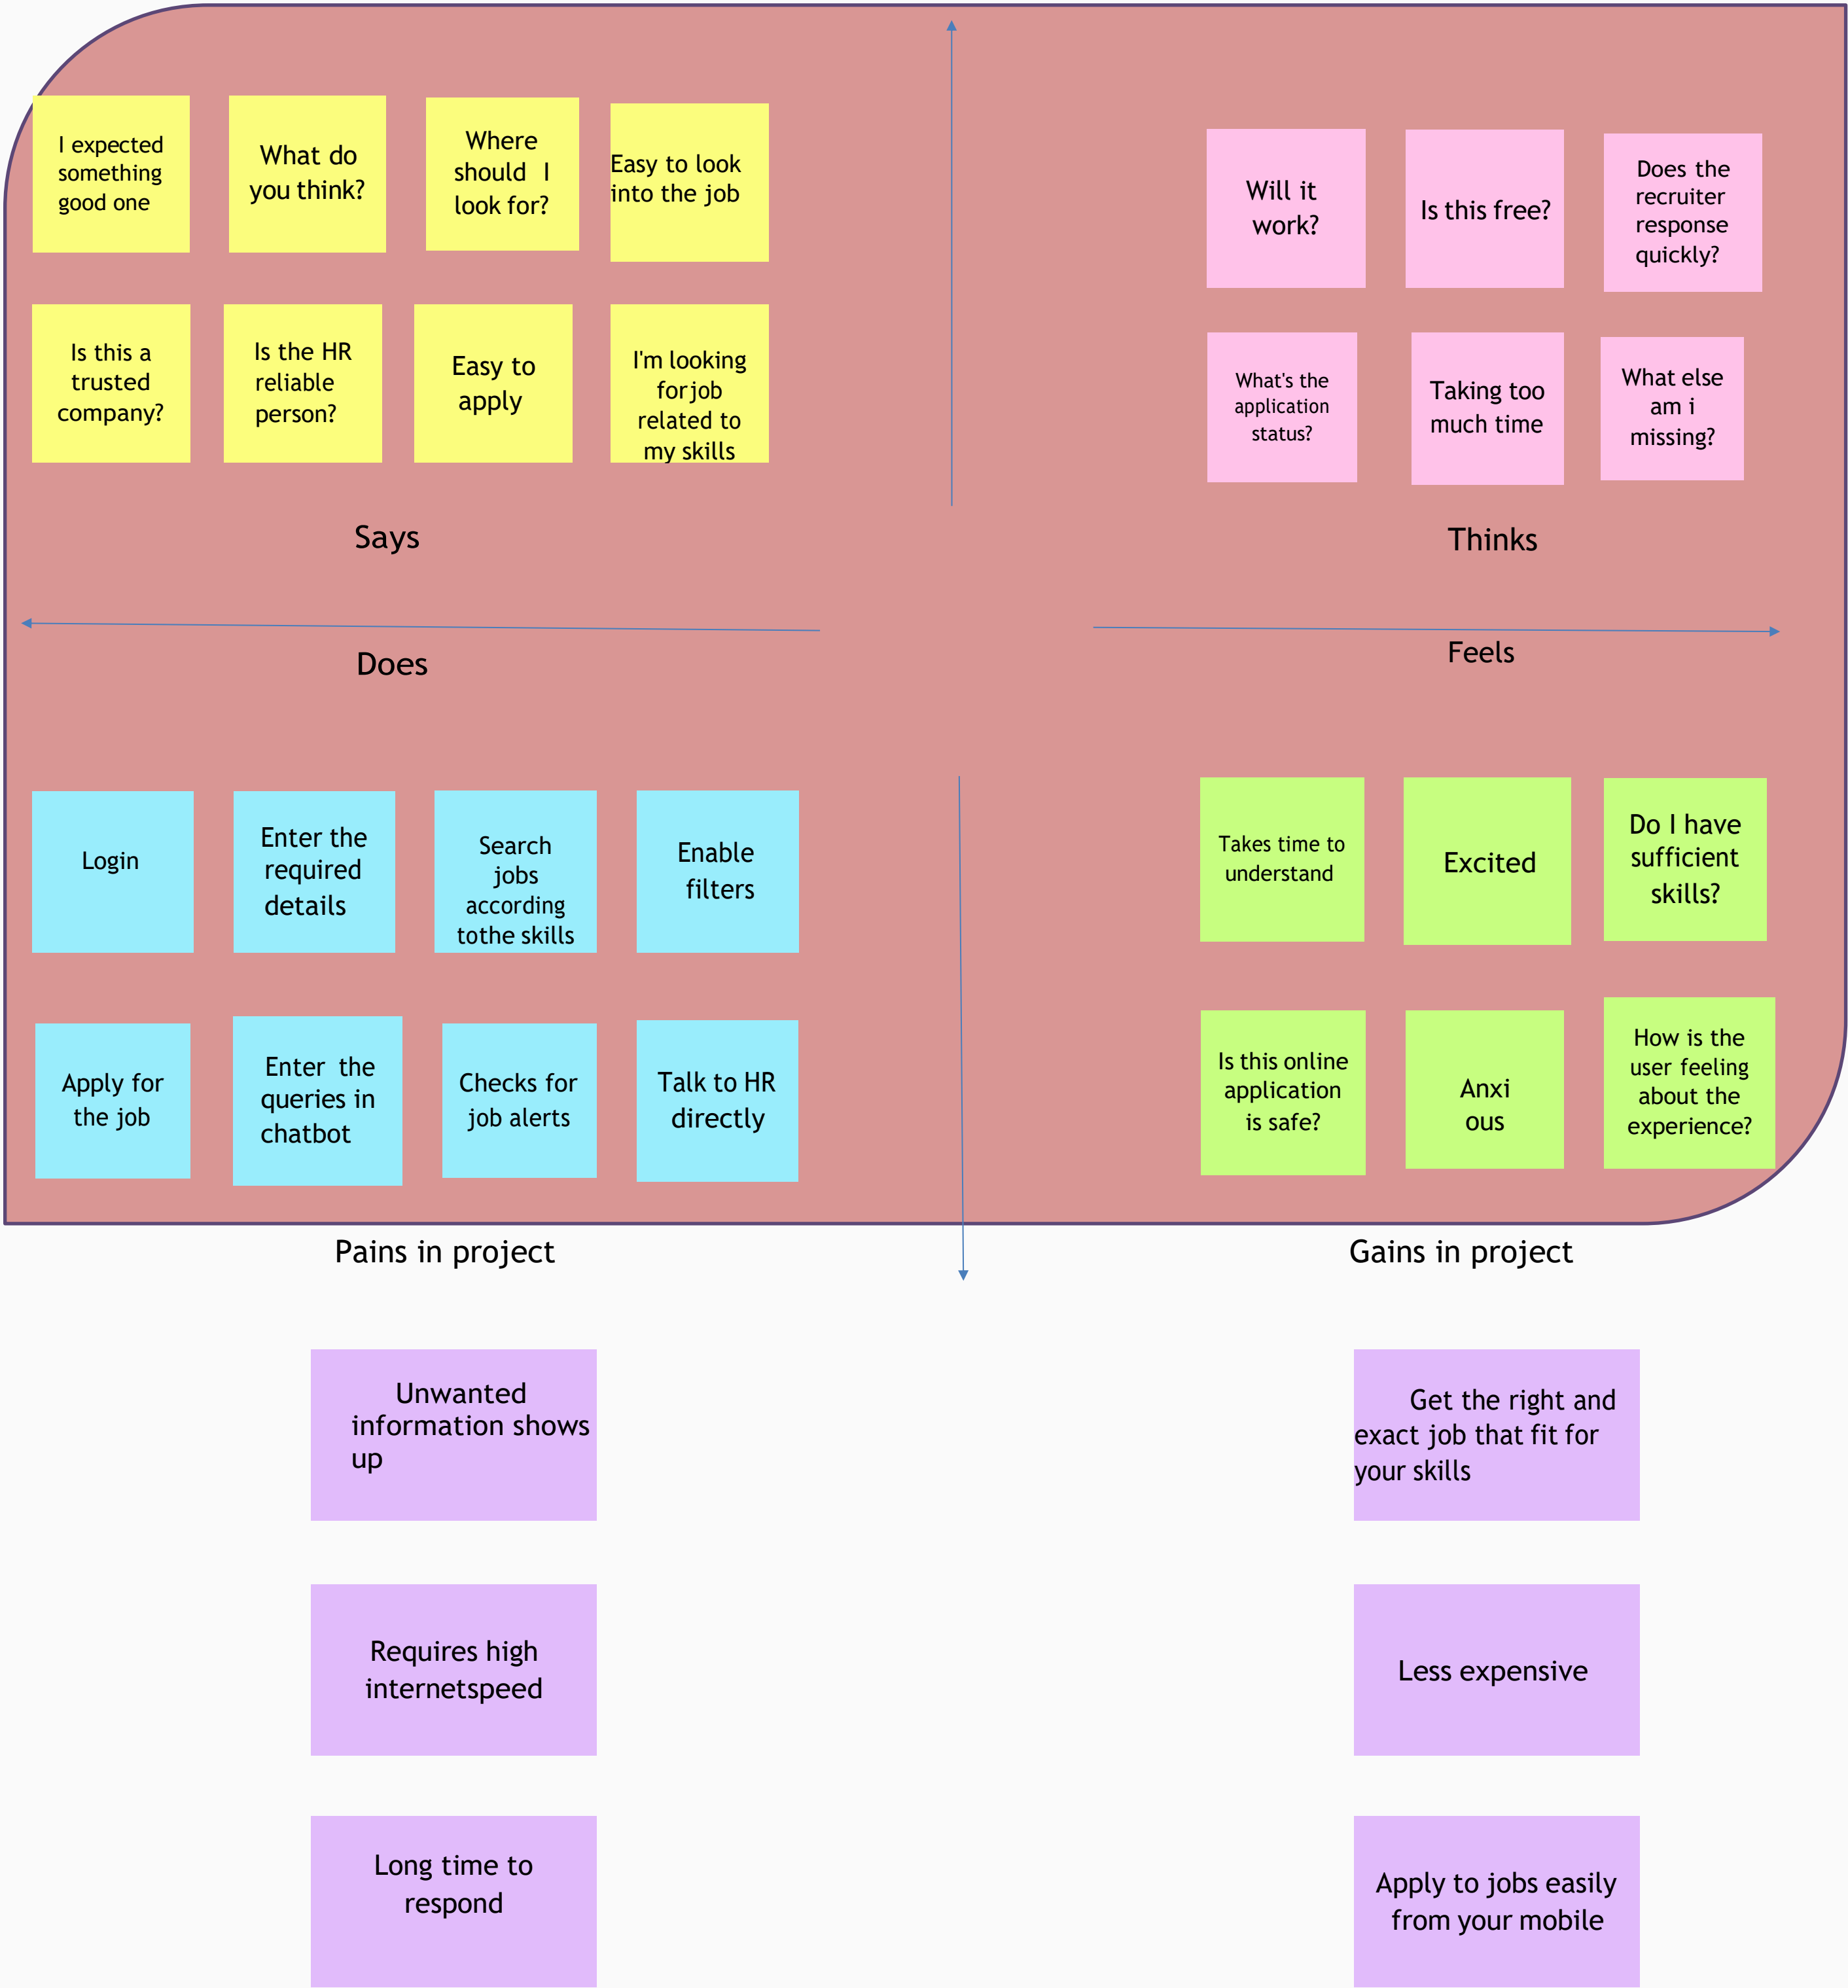 I expected
something
good one
What do
you think?
Where
should  I
look for?
Easy to look
into the job
Is this a
trusted
company?
Is the HR
reliable
person?
Easy to
apply
I'm looking
forjob
related to
my skills
Says
Will it
work?
Is this free?
Does the
recruiter
response
quickly?
What's the
application
status?
Taking too
much time
What else
am i
missing?
Thinks
Does
Login
Enter the
required
details
Search
jobs
according
tothe skills
Enable
filters
Apply for
the job
Enter  the
queries in
chatbot
Checks for
job alerts
Talk to HR
directly
Feels
Takes time to
understand
Excited
Do I have
sufficient
skills?
Is this online
application
is safe?
Anxi
ous
How is the
user feeling
about the
experience?
Pains in project
Unwanted
information shows
up
Requires high
internetspeed
Long time to
respond
Gains in project
Get the right and
exact job that fit for
your skills
Less expensive
Apply to jobs easily
from your mobile